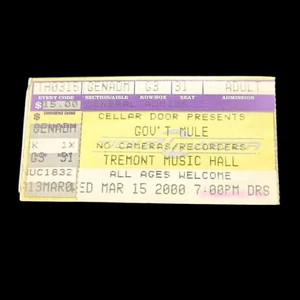 TH0315 GENADM G3 31 ADULT
EVENT CODE SECTION/AISLE ROW/BOX SEAT ADMISSION
$ 15.00
CELLAR DOOR PRESENTS
GENADM GOV'T MULE
K 1X NO CAMERAS/RECORDERS
G3 31 TREMONT MUSIC HALL
UC1832 ALL AGES WELCOME
A13MAR0 WED MAR 15 2000 7:00PM DRS